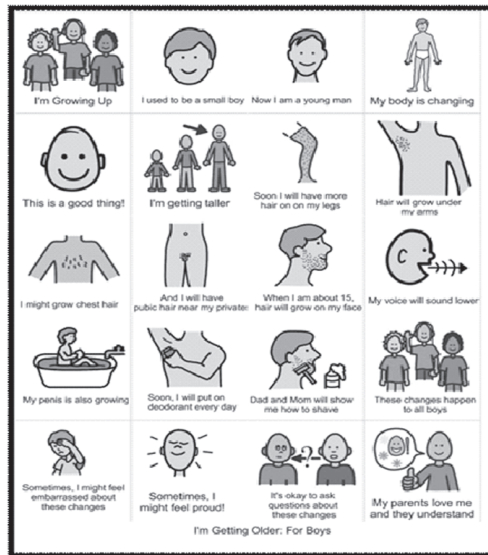 I'm Growing Up
I used to be a small boy
Now I am a young man
My body is changing
This is a good thing!!
I'm getting taller
Soon I will have more
hair on on my legs
Hair will grow under
my arms
I might grow chest hair
And I will have
pubic hair near my private
When I am about 15,
hair will grow on my face
My voice will sound lower
My penis is also growing
Soon, I will put on
deodorant every day
Dad and Mom will show
me how to shave
These changes happen
to all boys
Sometimes, I might feel
embarrassed about
these changes
Sometimes, I
might feel proud!
?
It's okay to ask
questions about
these changes
My parents love me
and they understand
I'm Getting Older: For Boys